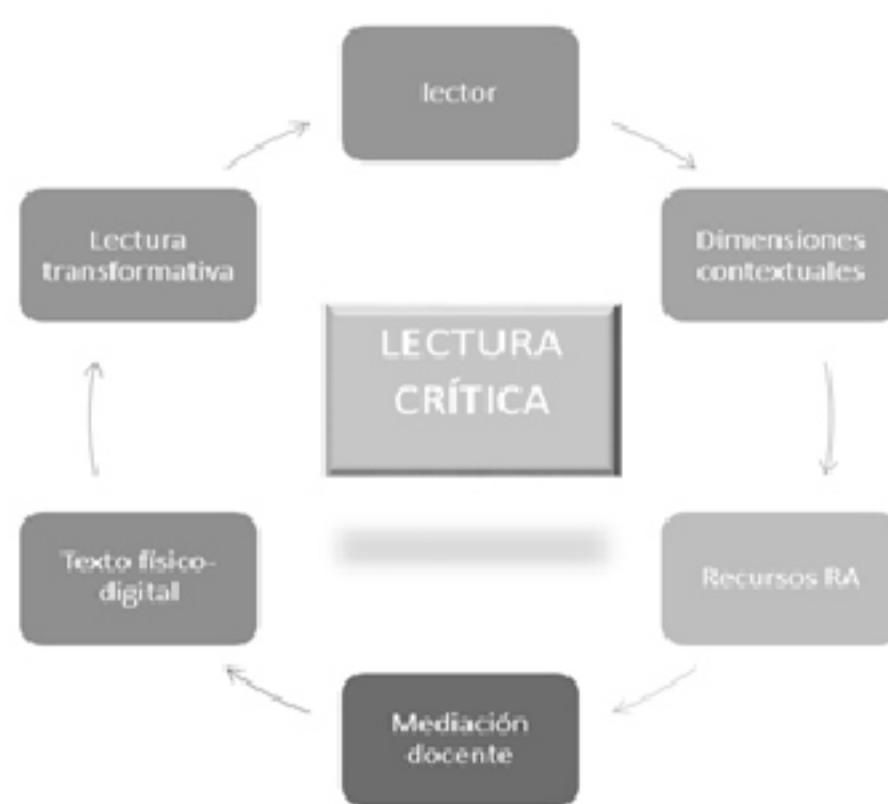 lector
Dimensiones
contextuales
Recursos RA
Mediación
docente
Texto físico-
digital
Lectura
transformativa
LECTURA
CRÍTICA